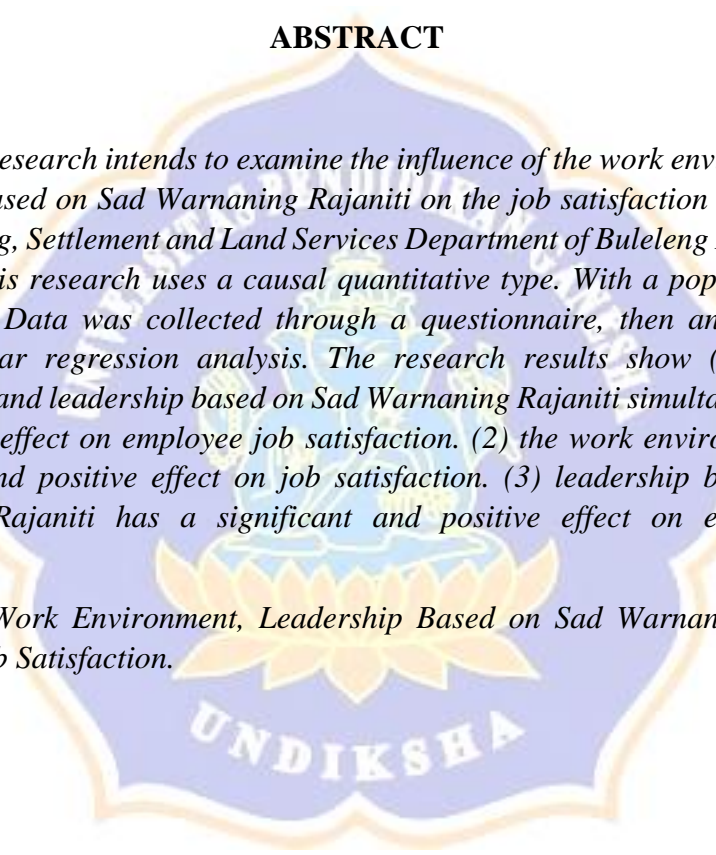 ABSTRACT
esearch intends to examine the influence of the work env
ased on Sad Warnaning Rajaniti on the job satisfaction
g, Settlement and Land Services Department of Buleleng
is research uses a causal quantitative type. With a pop
Data was collected through a questionnaire, then an
ar regression analysis. The research results show (
and leadership based on Sad Warnaning Rajaniti simulta
effect on employee job satisfaction. (2) the work enviro
nd positive effect on job satisfaction. (3) leadership b
Rajaniti has a significant and positive effect on e
Work Environment, Leadership Based on Sad Warnan
b Satisfaction.
UNIVERSITAS PENDIDIKAN GANESHA
UNDIKSHA